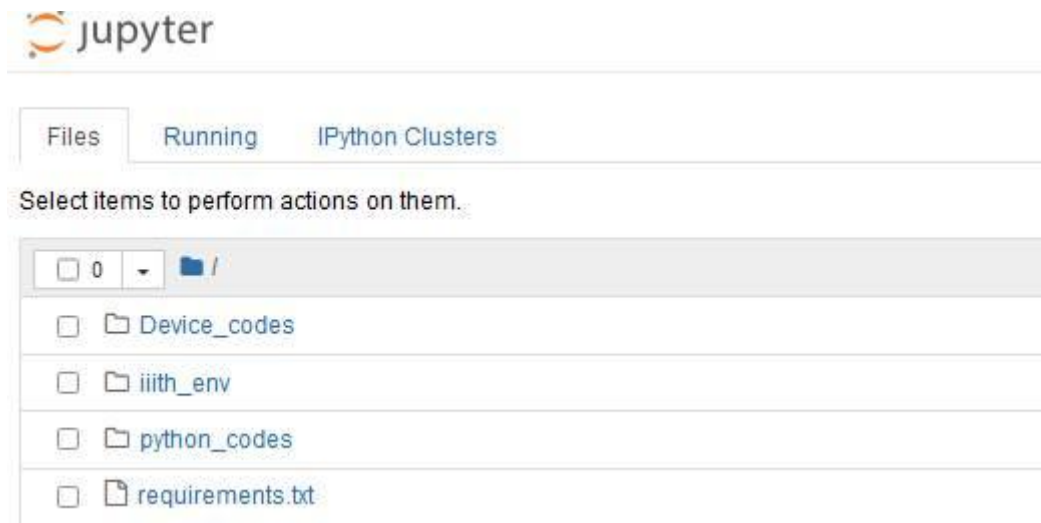 jupyter
Files Running IPython Clusters
Select items to perform actions on them.
0 /
Device_codes
iiith_env
python_codes
requirements.txt